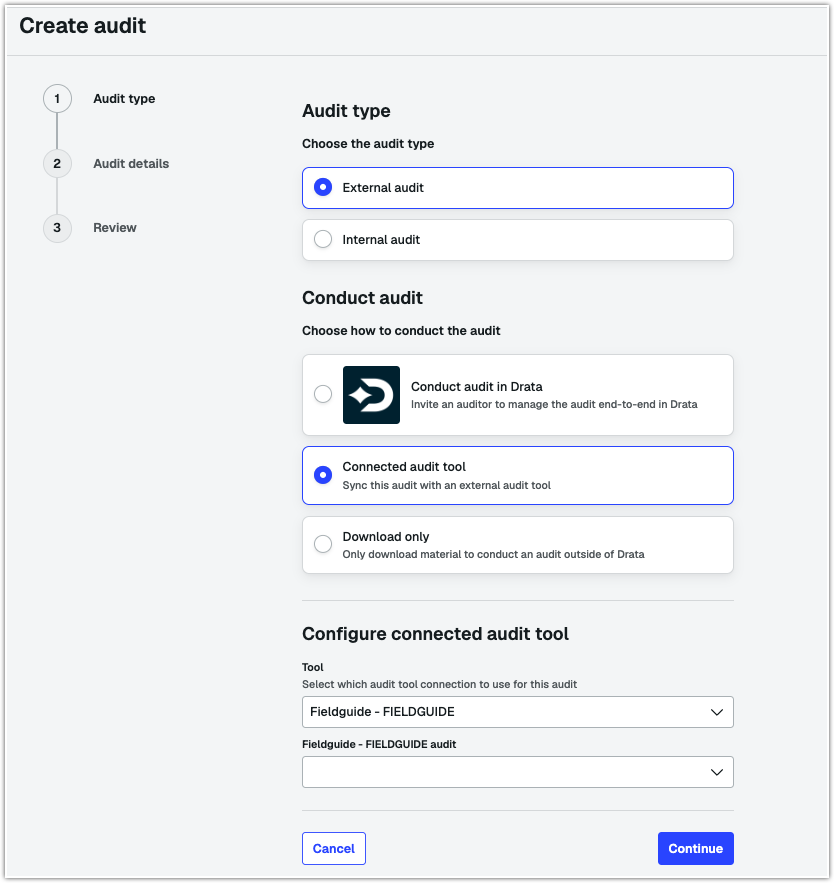 Create audit
1 Audit type
2 Audit details
3 Review
Audit type
Choose the audit type
External audit
Internal audit
Conduct audit
Choose how to conduct the audit
Conduct audit in Drata
Invite an auditor to manage the audit end-to-end in Drata
Connected audit tool
Sync this audit with an external audit tool
Download only
Only download material to conduct an audit outside of Drata
Configure connected audit tool
Tool
Select which audit tool connection to use for this audit
Fieldguide - FIELDGUIDE
Fieldguide - FIELDGUIDE audit
Cancel
Continue